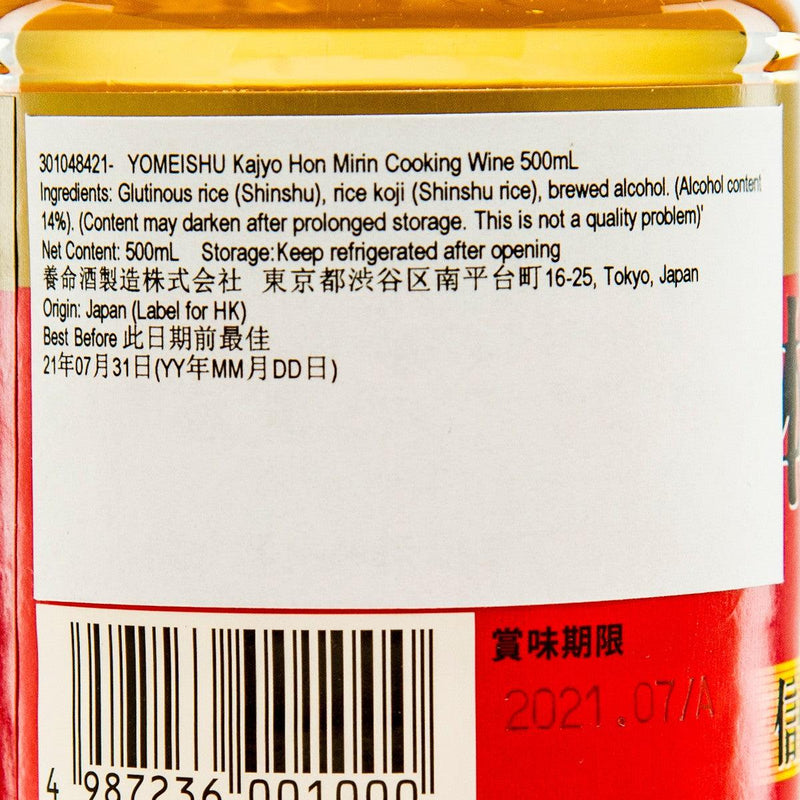 301048421- YOMEISHU Kajyo Hon Mirin Cooking Wine 500mL
Ingredients: Glutinous rice (Shinshu), rice koji (Shinshu rice), brewed alcohol. (Alcohol content
14%). (Content may darken after prolonged storage. This is not a quality problem)'
Net Content: 500mL Storage:Keep refrigerated after opening
養命酒製造株式会社 東京都渋谷区南平台町16-25, Tokyo, Japan
Origin: Japan (Label for HK)
Best Before 此日期前最佳
21年07月31日(YY年MM月DD日)
賞味期限
2021.07/A
4 987236 001000